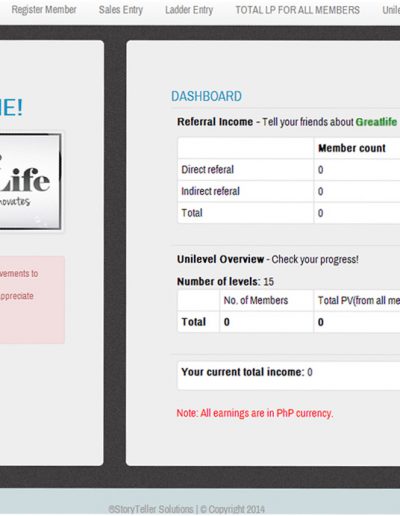 Register Member Sales Entry Ladder Entry TOTAL LP FOR ALL MEMBERS
E!
Life
novates
vements to
appreciate
DASHBOARD
Referral Income - Tell your friends about Greatlife
Member count
Direct referal 0
Indirect referal 0
Total 0
Unilevel Overview - Check your progress!
Number of levels: 15
No. of Members Total PV(from all me
Total 0 0
Your current total income: 0
Note: All earnings are in PhP currency.
®StoryTeller Solutions | © Copyright 2014